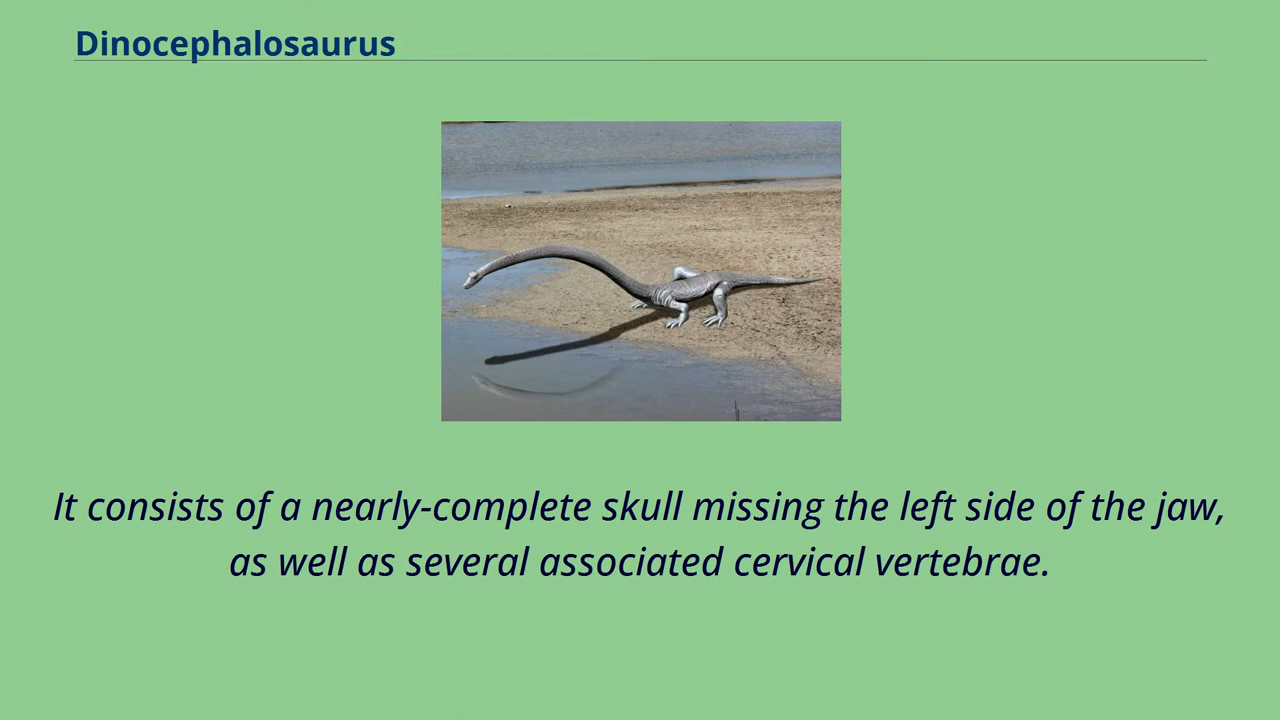 Dinocephalosaurus
It consists of a nearly-complete skull missing the left side of the jaw,
as well as several associated cervical vertebrae.